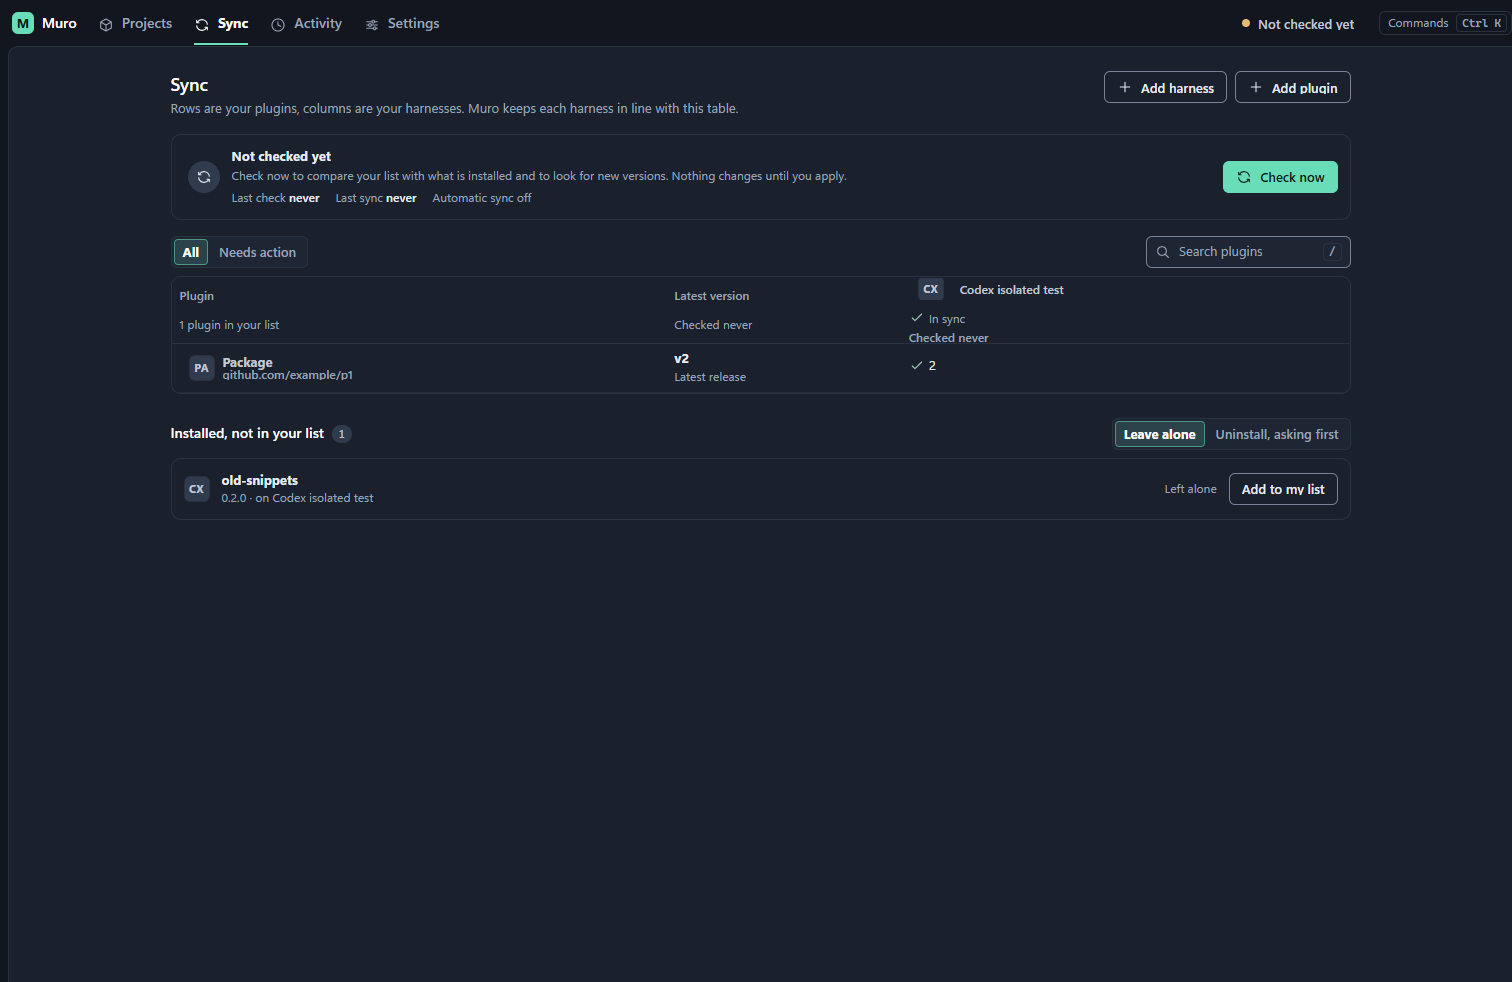 M Muro Projects Sync Activity Settings Not checked yet Commands Ctrl K
Sync
Rows are your plugins, columns are your harnesses. Muro keeps each harness in line with this table.
Add harness Add plugin
Not checked yet
Check now to compare your list with what is installed and to look for new versions. Nothing changes until you apply.
Last check never Last sync never Automatic sync off
Check now
All Needs action Search plugins /
Plugin Latest version CX Codex isolated test
1 plugin in your list Checked never In sync
Checked never
PA Package v2 2
github.com/example/p1 Latest release
Installed, not in your list 1 Leave alone Uninstall, asking first
CX old-snippets
0.2.0 · on Codex isolated test
Left alone Add to my list